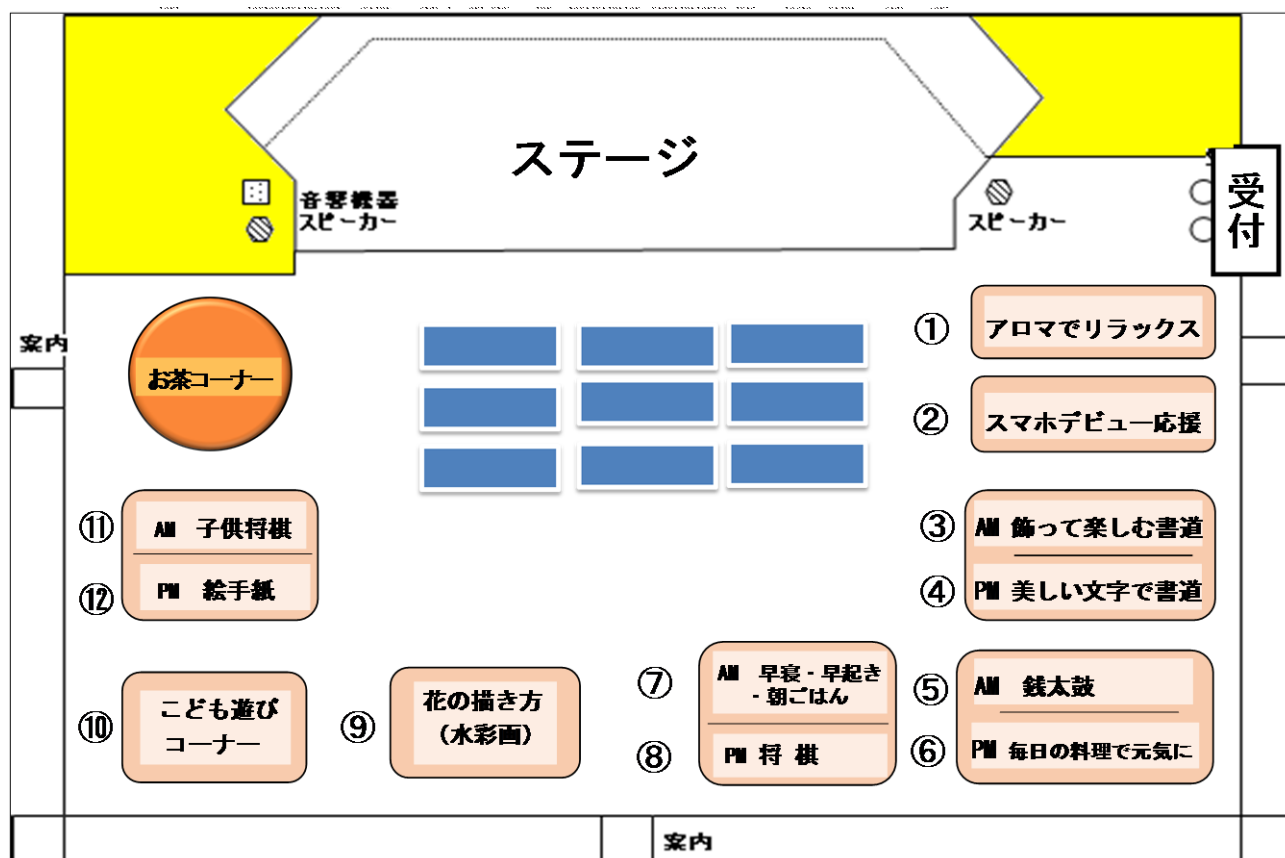 ステージ
音響機器
スピーカー
スピーカー
受付
案内
お茶コーナー
① アロマでリラックス
② スマホデビュー応援
⑪ AM 子供将棋
⑫ PM 絵手紙
③ AM 飾って楽しむ書道
④ PM 美しい文字で書道
⑦ AM 早寝・早起き
・朝ごはん
⑧ PM 将 棋
⑤ AM 銭太鼓
⑥ PM 毎日の料理で元気に
⑩ こども遊び
コーナー
⑨ 花の描き方
（水彩画）
案内